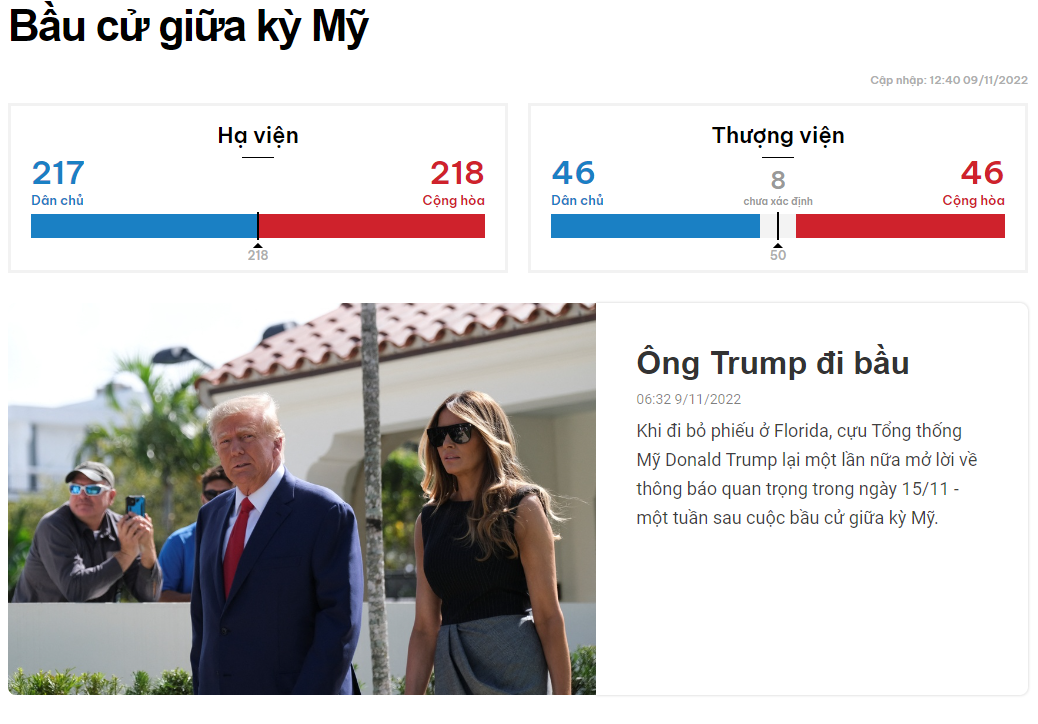 Bầu cử giữa kỳ Mỹ
Cập nhập: 12:40 09/11/2022
Hạ viện
217
218
Dân chủ
Cộng hòa
218
Thượng viện
46
8
46
Dân chủ
chưa xác định
Cộng hòa
50
Ông Trump đi bầu
06:32 9/11/2022
Khi đi bỏ phiếu ở Florida, cựu Tổng thống
Mỹ Donald Trump lại một lần nữa mở lời về
thông báo quan trọng trong ngày 15/11 -
một tuần sau cuộc bầu cử giữa kỳ Mỹ.